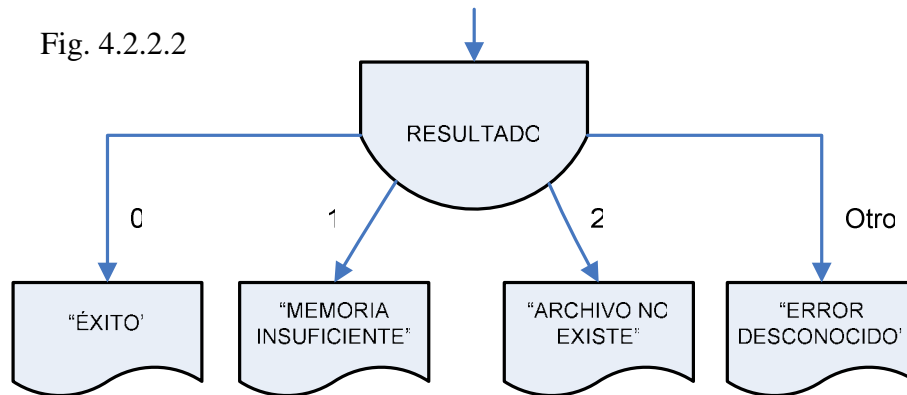 Fig. 4.2.2.2
RESULTADO
0
1
2
Otro
“ÉXITO’
“MEMORIA
INSUFICIENTE”
“ARCHIVO NO
EXISTE”
“ERROR
DESCONOCIDO’